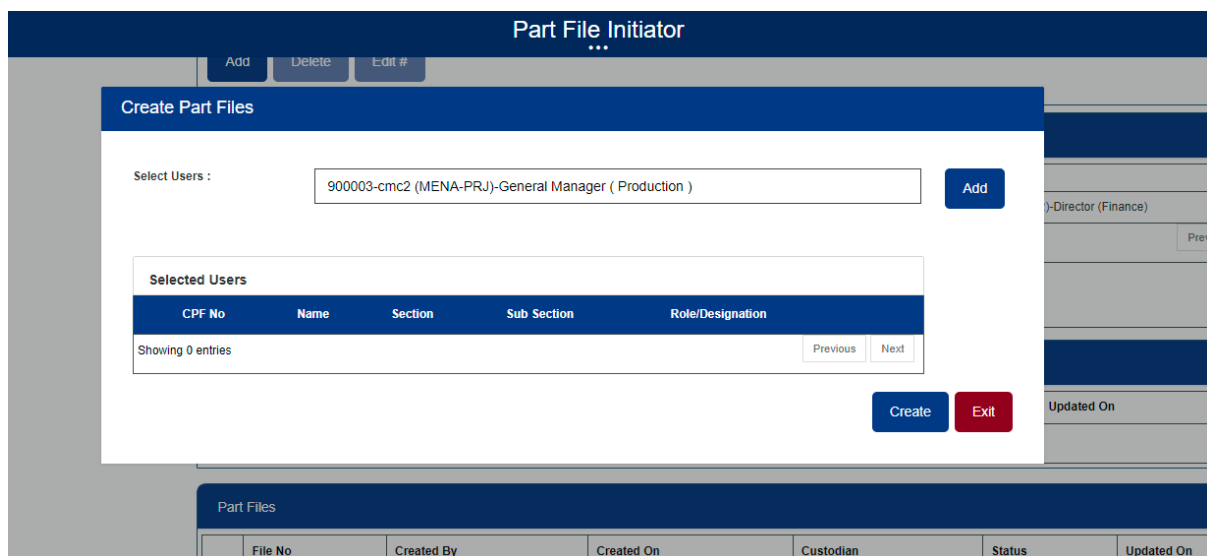 Part File Initiator
Add Delete Edit #
Create Part Files
Select Users :
900003-cmc2 (MENA-PRJ)-General Manager ( Production )
Add
)-Director (Finance)
Selected Users
CPF No Name Section Sub Section Role/Designation
Showing 0 entries
Previous Next
Create Exit
Updated On
Part Files
File No Created By Created On Custodian Status Updated On